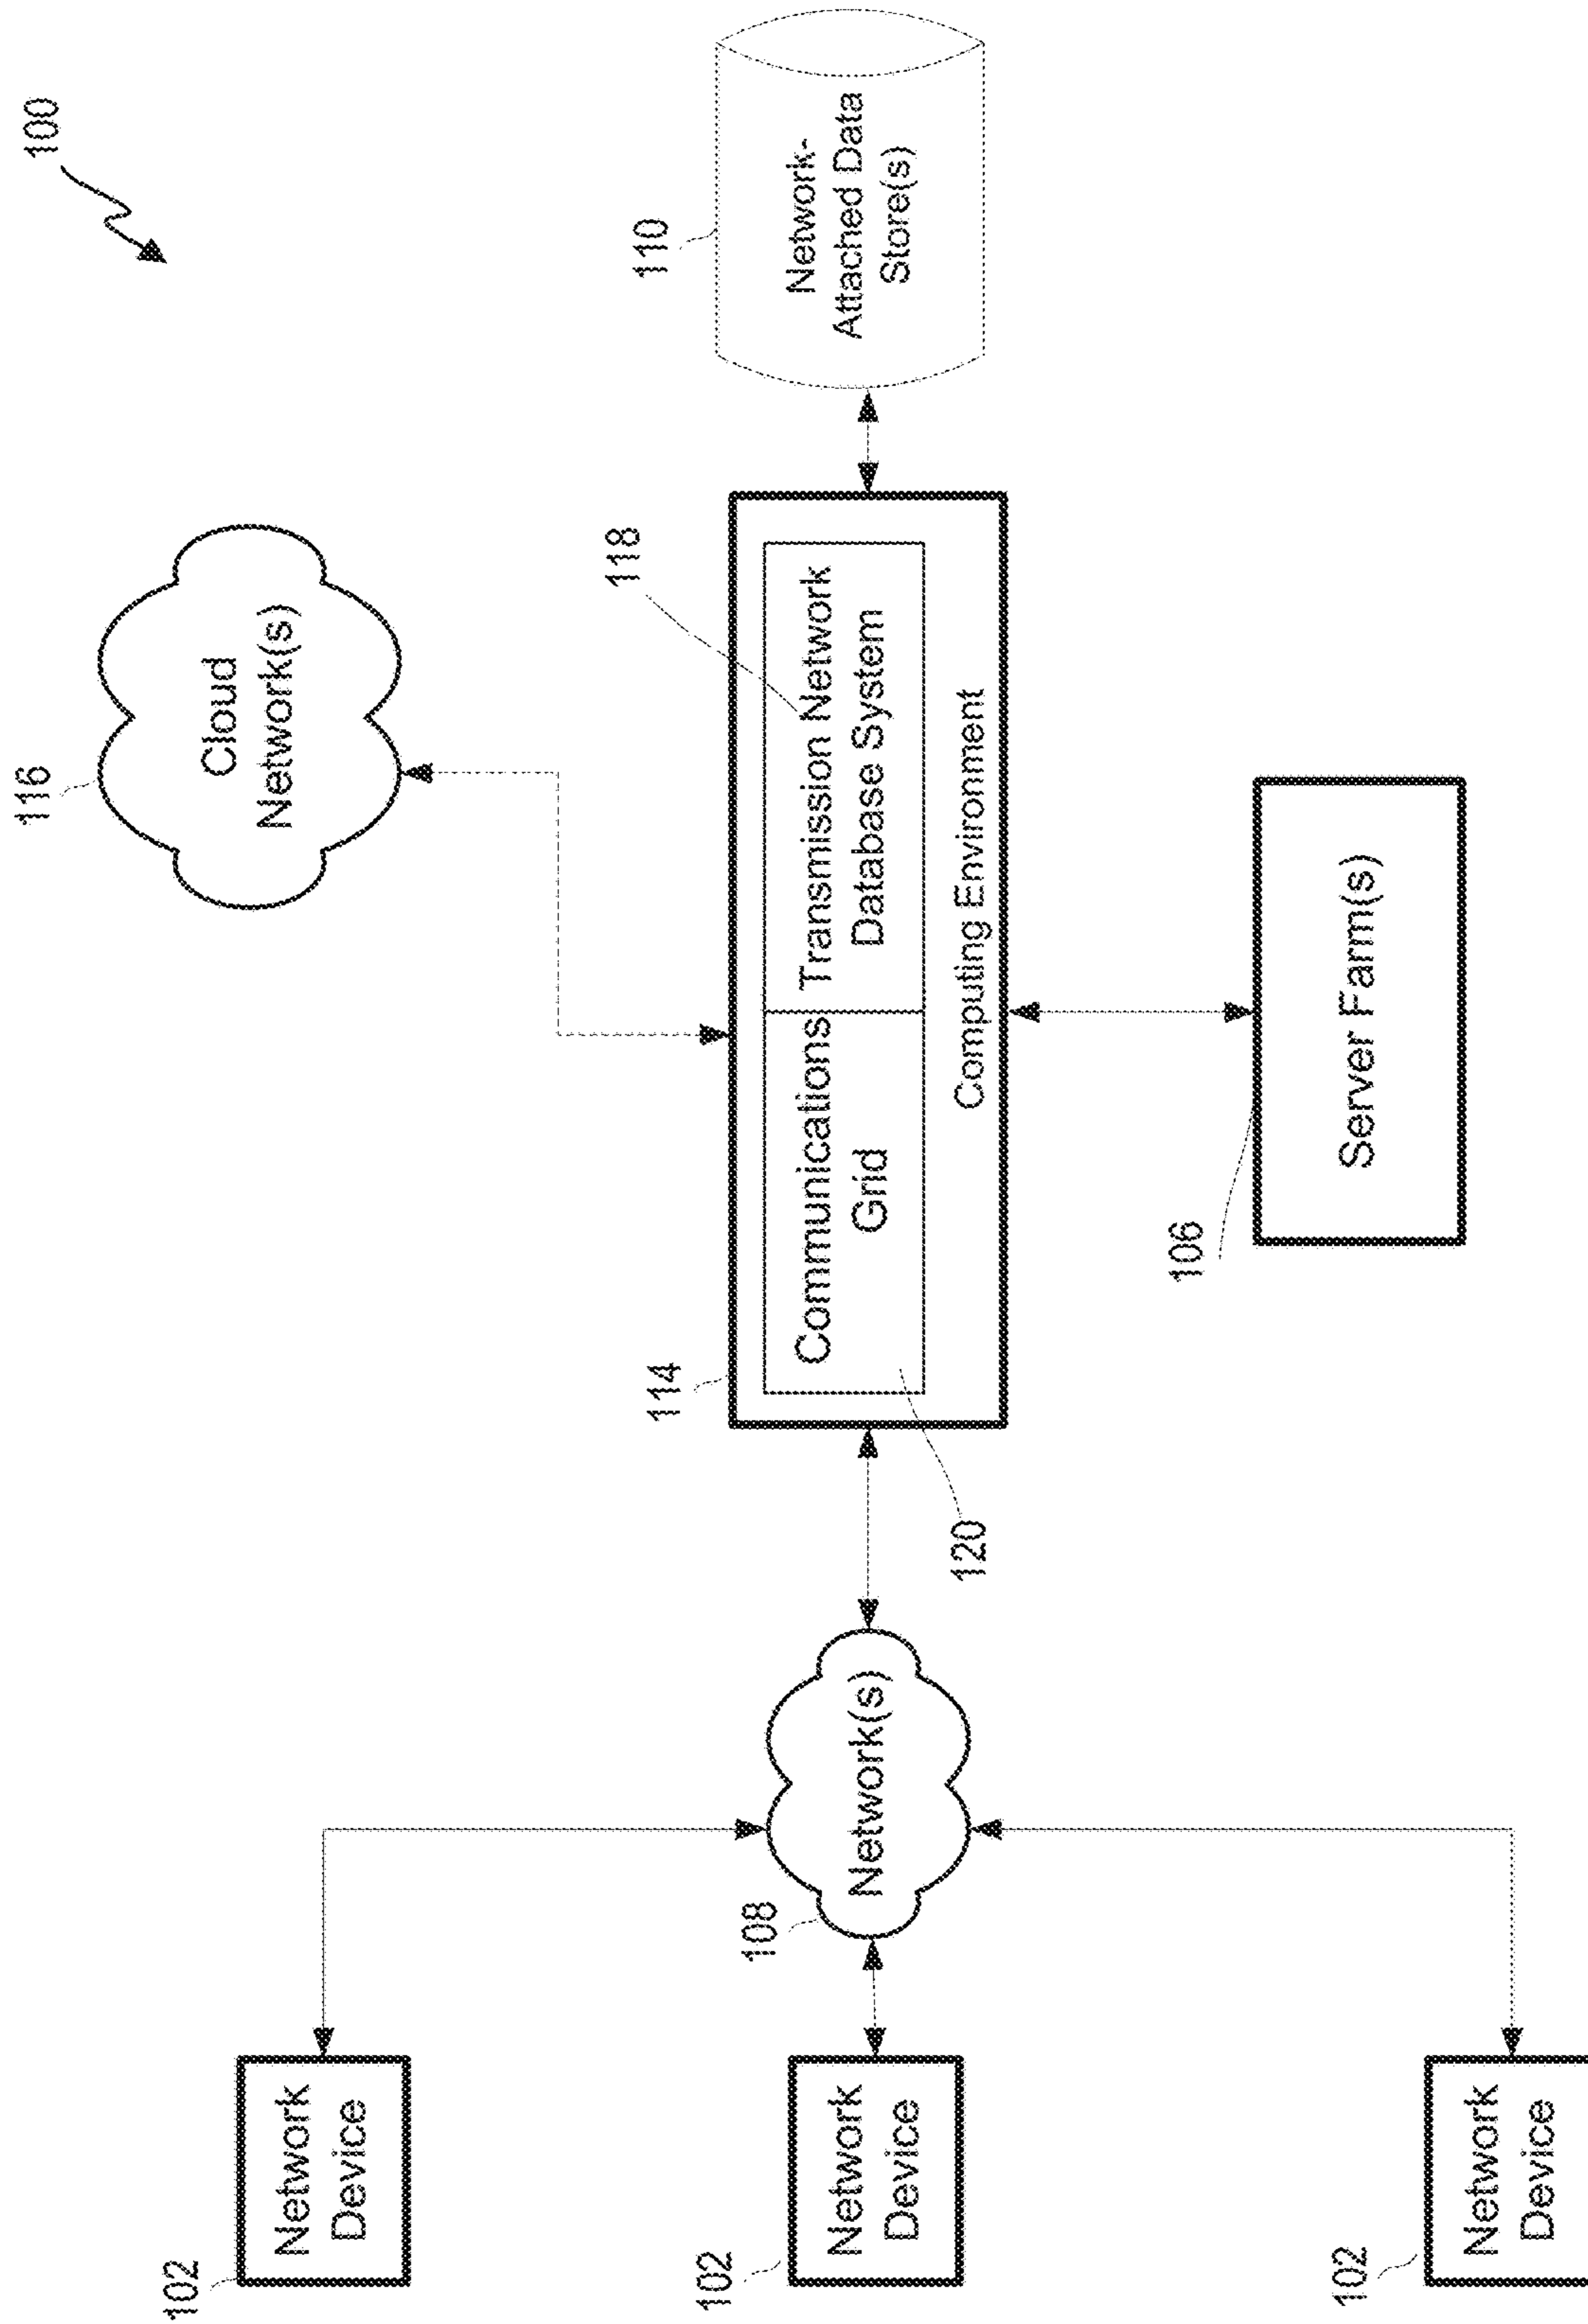 100
116
Cloud
Network(s)
110
Network-
Attached Data
Store(s)
118
114
Communications
Grid
Transmission Network
Database System
Computing Environment
120
106
Server Farm(s)
108
Network(s)
102
Network
Device
102
Network
Device
102
Network
Device